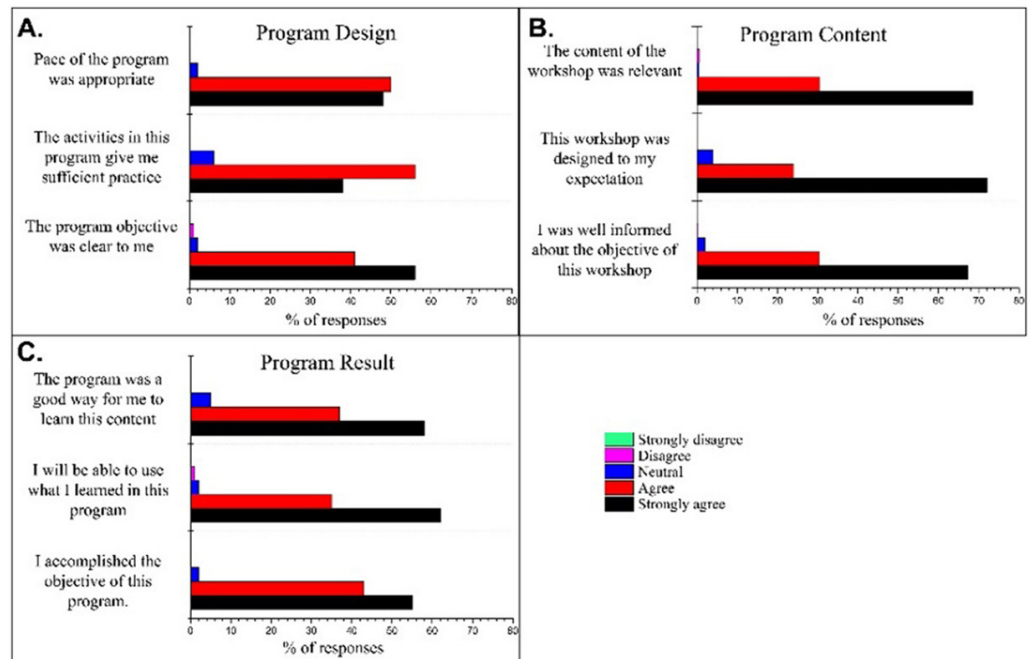 A.
Program Design
Pace of the program
was appropriate
The activities in this
program give me
sufficient practice
The program objective
was clear to me
0 10 20 30 40 50 60 70 80
% of responses
B.
Program Content
The content of the
workshop was relevant
This workshop was
designed to my
expectation
I was well informed
about the objective of
this workshop
0 10 20 30 40 50 60 70 80
% of responses
C.
Program Result
The program was a
good way for me to
learn this content
I will be able to use
what I learned in this
program
I accomplished the
objective of this
program.
0 10 20 30 40 50 60 70 80
% of responses
Strongly disagree
Disagree
Neutral
Agree
Strongly agree